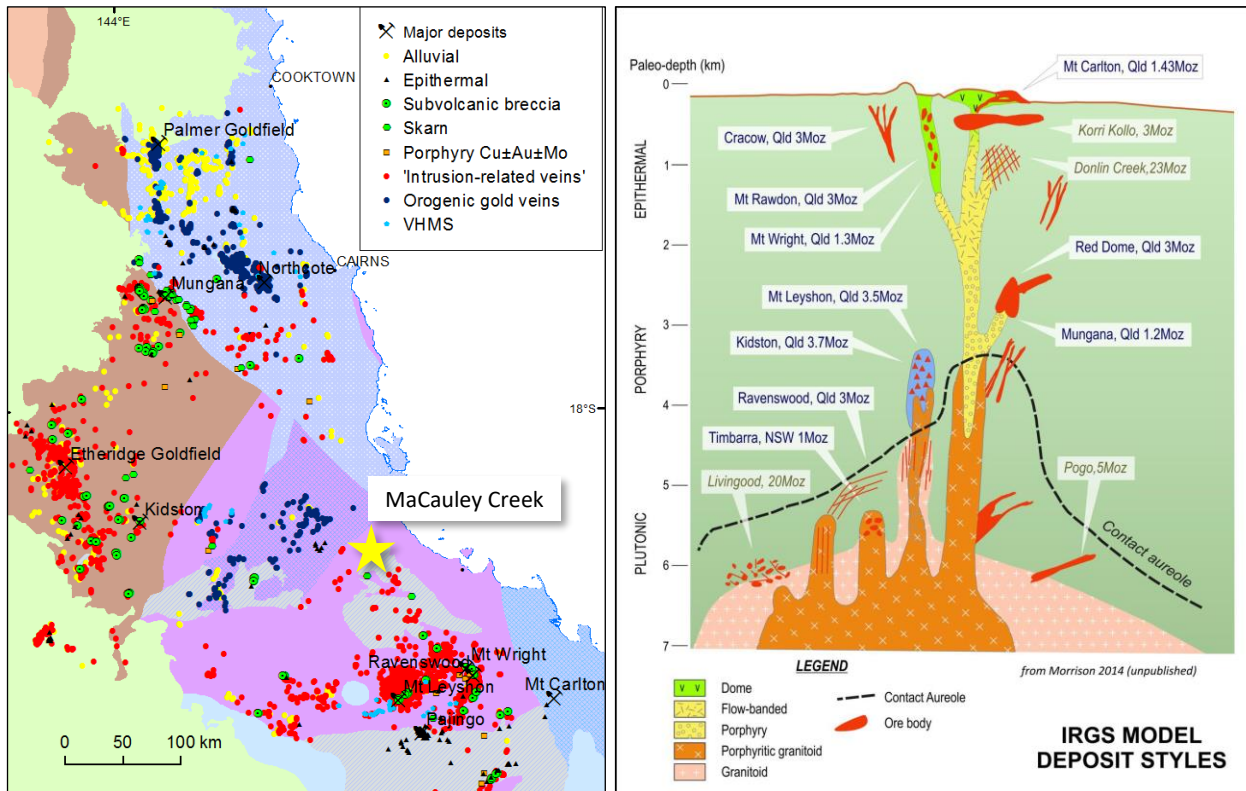 144°E
Major deposits
Alluvial
Epithermal
Subvolcanic breccia
Skarn
Porphyry Cu±Au±Mo
'Intrusion-related veins'
Orogenic gold veins
VHMS
COOKTOWN
Palmer Goldfield
Northcote
CAIRNS
Mungana
18°S
Etheridge Goldfield
Kidston
MaCauley Creek
Ravenswood
Mt Wright
Mt Leyshon
Mt Carlton
Palingo
0 50 100 km
Paleo-depth (km)
0
1
2
3
4
5
6
7
EPITHERMAL
PORPHYRY
PLUTONIC
Mt Carlton, Qld 1.43Moz
Cracow, Qld 3Moz
Korri Kollo, 3Moz
Donlin Creek,23Moz
Mt Rawdon, Qld 3Moz
Mt Wright, Qld 1.3Moz
Red Dome, Qld 3Moz
Mt Leyshon, Qld 3.5Moz
Kidston, Qld 3.7Moz
Mungana, Qld 1.2Moz
Ravenswood, Qld 3Moz
Timbarra, NSW 1Moz
Livingood, 20Moz
Pogo,5Moz
Contact aureole
LEGEND
from Morrison 2014 (unpublished)
Dome
Flow-banded
Porphyry
Porphyritic granitoid
Granitoid
Contact Aureole
Ore body
IRGS MODEL
DEPOSIT STYLES